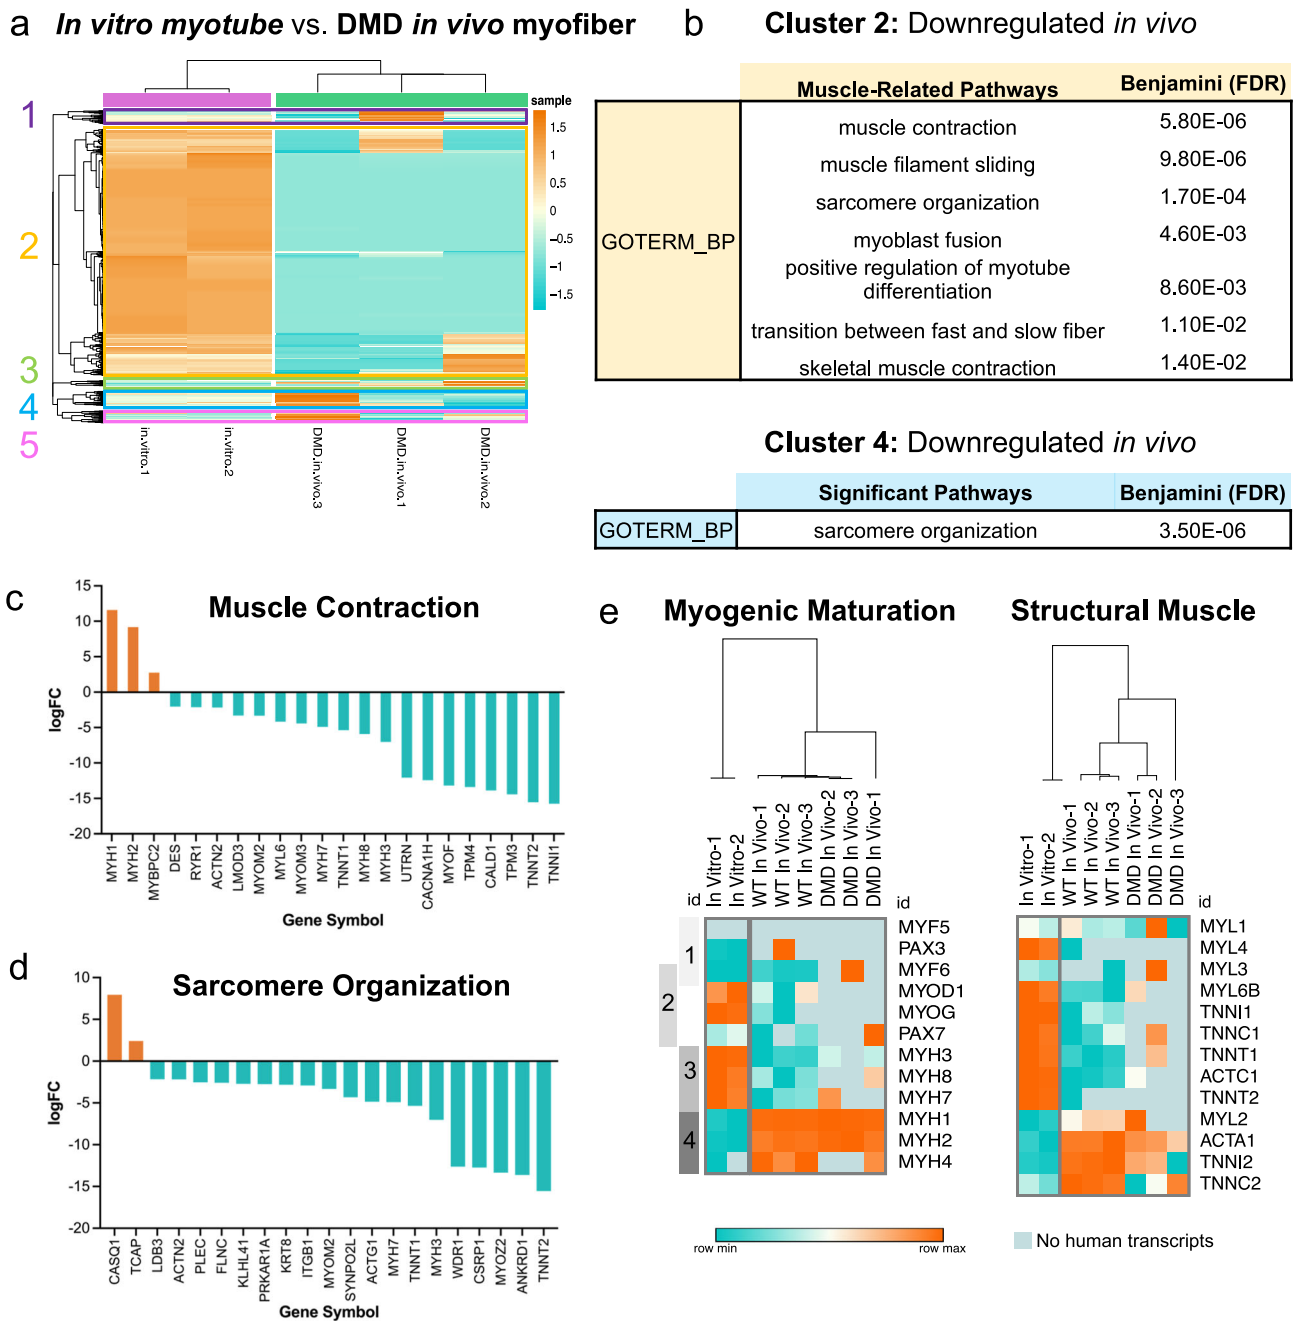 a In vitro myotube vs. DMD in vivo myofiber
sample
1.5
1
0.5
0
−0.5
−1
−1.5
1
2
3
4
5
in.vitro.1
in.vitro.2
DMD.in.vivo.3
DMD.in.vivo.1
DMD.in.vivo.2
b Cluster 2: Downregulated in vivo
Muscle-Related Pathways Benjamini (FDR)
GOTERM_BP
muscle contraction 5.80E-06
muscle filament sliding 9.80E-06
sarcomere organization 1.70E-04
myoblast fusion 4.60E-03
positive regulation of myotube
differentiation 8.60E-03
transition between fast and slow fiber 1.10E-02
skeletal muscle contraction 1.40E-02
Cluster 4: Downregulated in vivo
Significant Pathways Benjamini (FDR)
GOTERM_BP sarcomere organization 3.50E-06
c Muscle Contraction
logFC
15
10
5
0
-5
-10
-15
-20
MYH1
MYH2
MYBPC2
DES
RYR1
ACTN2
LMOD3
MYOM2
MYL6
MYOM3
MYH7
TNNT1
MYH8
MYH3
UTRN
CACNA1H
MYOF
TPM4
CALD1
TPM3
TNNT2
TNNI1
Gene Symbol
d Sarcomere Organization
logFC
10
5
0
-5
-10
-15
-20
CASQ1
TCAP
LDB3
ACTN2
PLEC
FLNC
KLHL41
PRKAR1A
KRT8
ITGB1
MYOM2
SYNPO2L
ACTG1
MYH7
TNNT1
MYH3
WDR1
CSRP1
MYOZ2
ANKRD1
TNNT2
Gene Symbol
e Myogenic Maturation
In Vitro-1
In Vitro-2
WT In Vivo-1
WT In Vivo-2
WT In Vivo-3
DMD In Vivo-2
DMD In Vivo-3
DMD In Vivo-1
id
id
1
2
3
4
MYF5
PAX3
MYF6
MYOD1
MYOG
PAX7
MYH3
MYH8
MYH7
MYH1
MYH2
MYH4
Structural Muscle
In Vitro-1
In Vitro-2
WT In Vivo-1
WT In Vivo-2
WT In Vivo-3
DMD In Vivo-1
DMD In Vivo-2
DMD In Vivo-3
id
MYL1
MYL4
MYL3
MYL6B
TNNI1
TNNC1
TNNT1
ACTC1
TNNT2
MYL2
ACTA1
TNNI2
TNNC2
row min
row max
No human transcripts